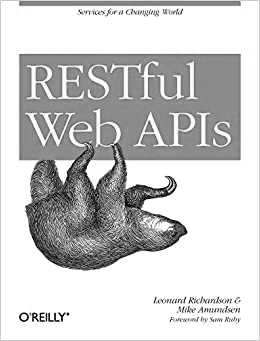 Services for a Changing World
RESTful
Web APIs
Leonard Richardson &
Mike Amundsen
Foreword by Sam Ruby
O'REILLY®